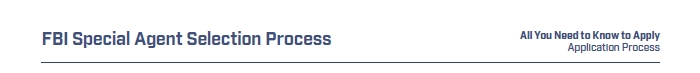 FBI Special Agent Selection Process
All You Need to Know to Apply
Application Process